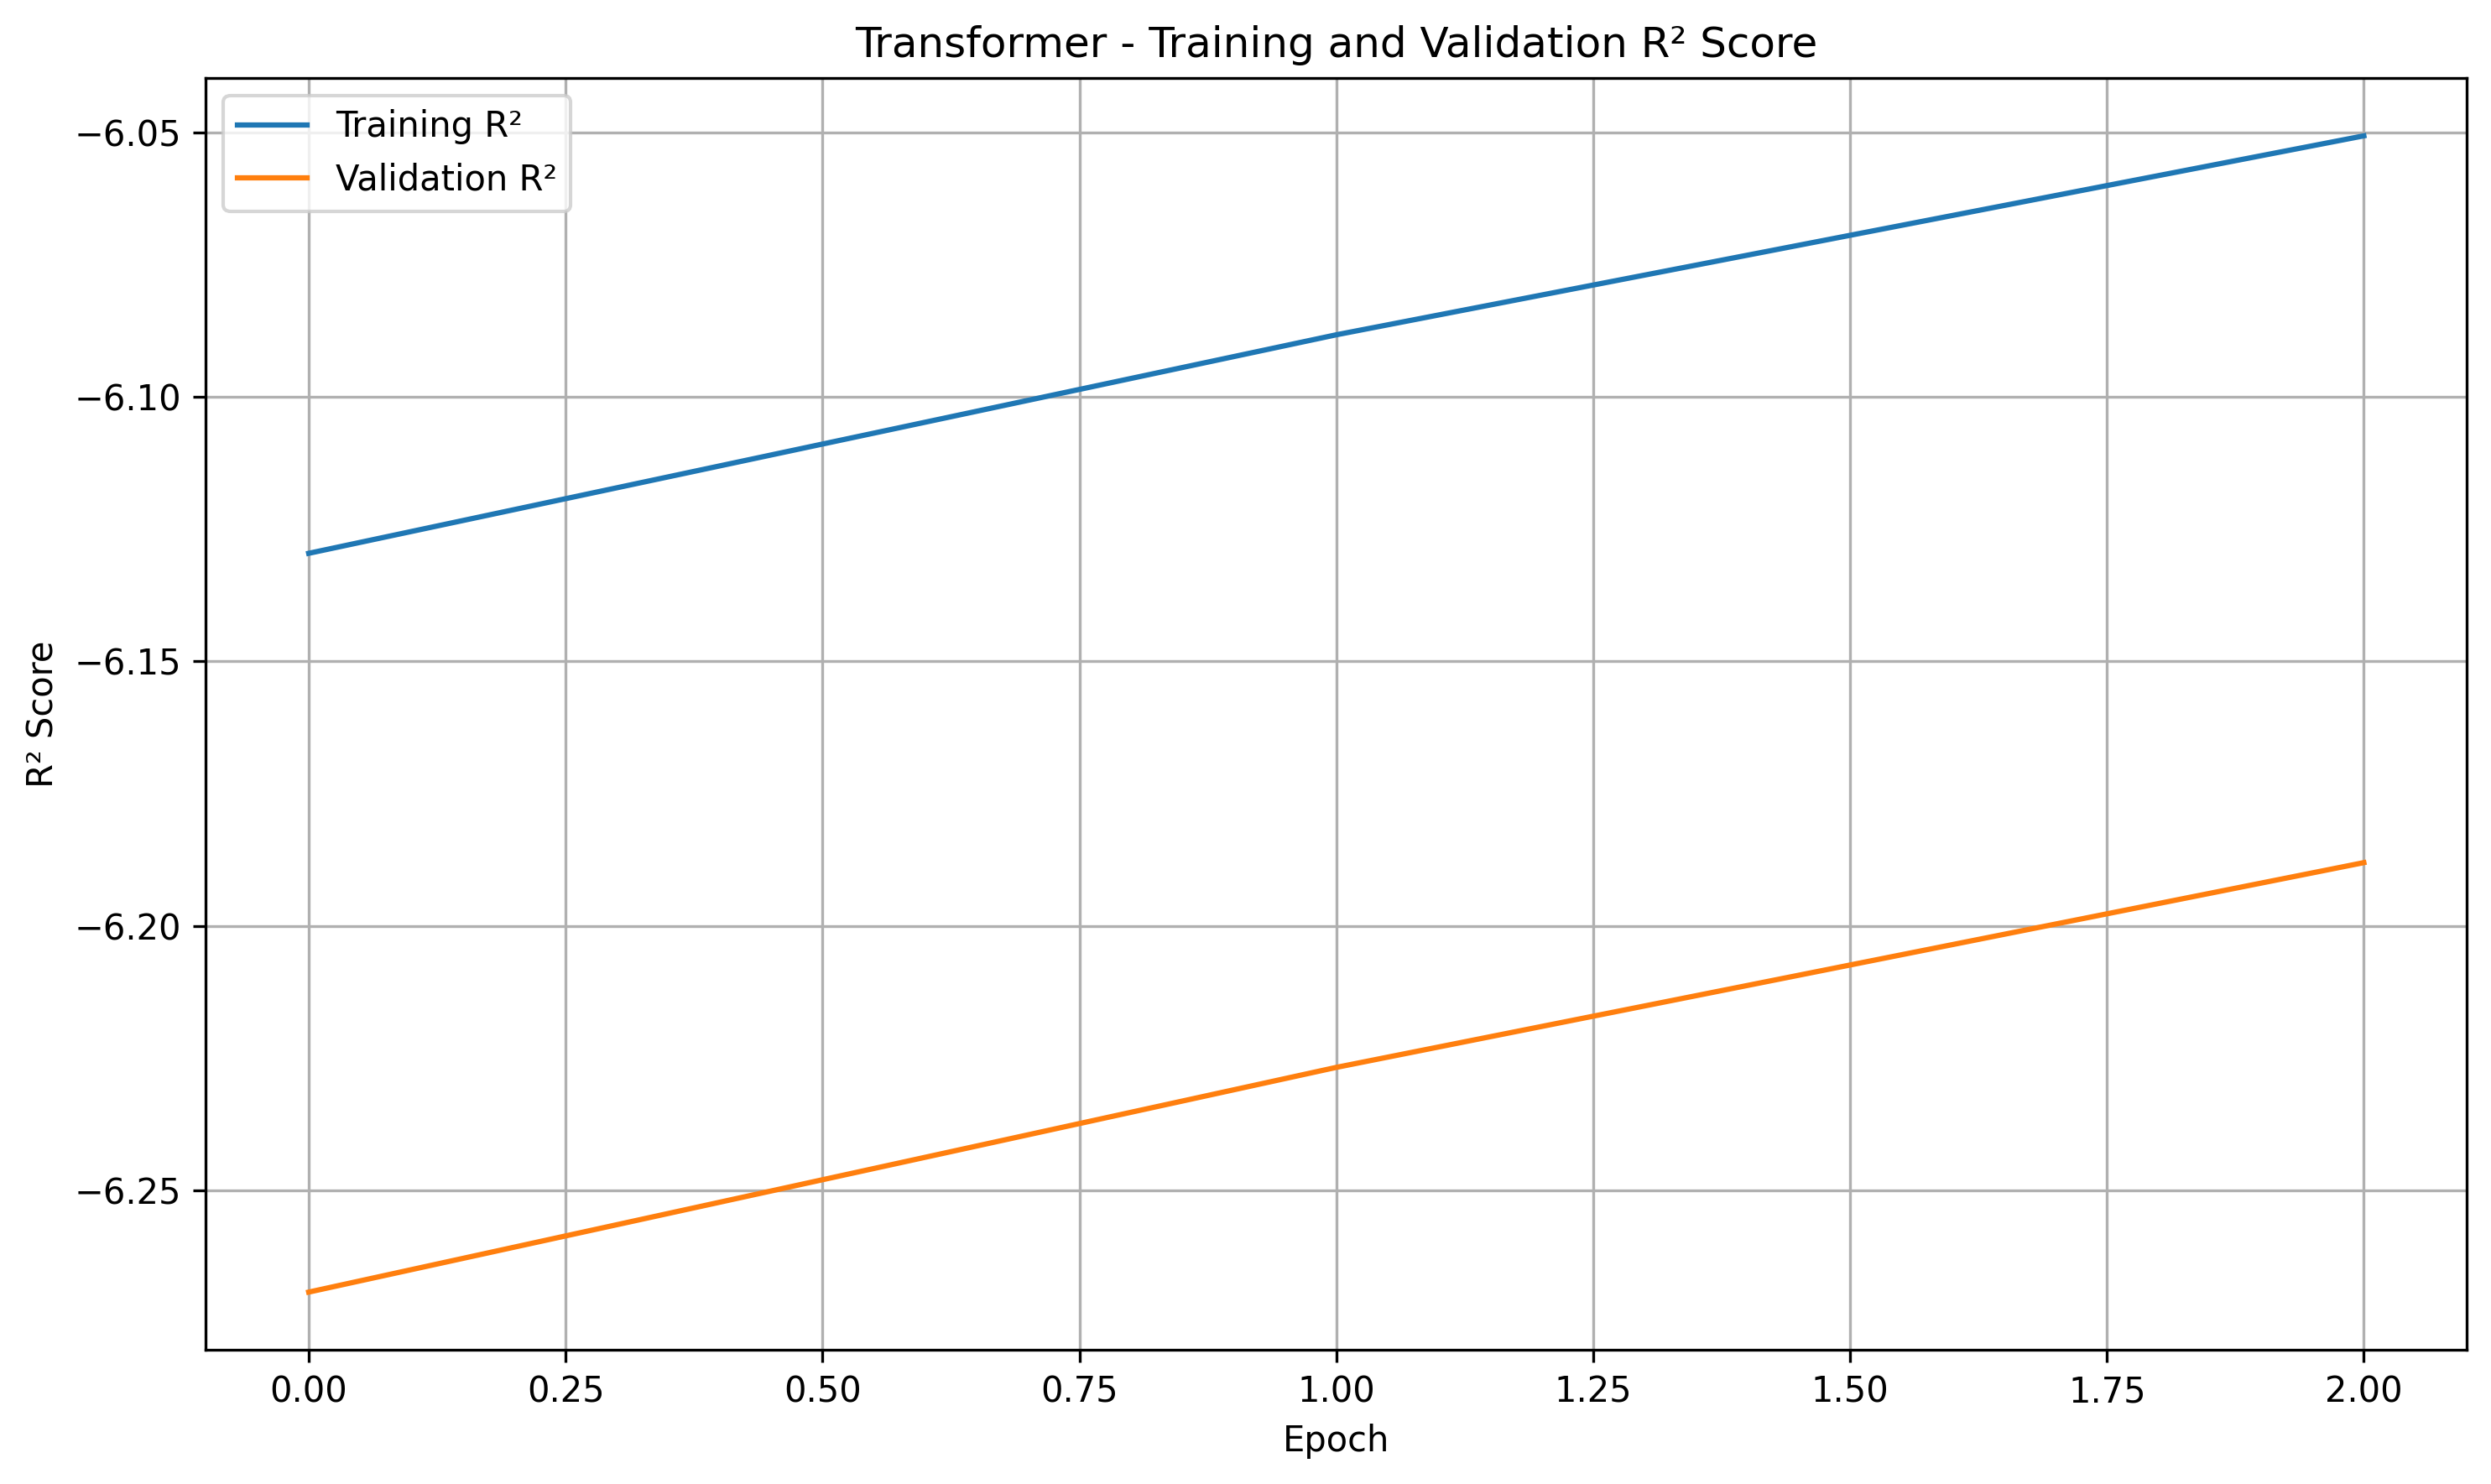 Transformer - Training and Validation R² Score
Training R²
Validation R²
R² Score
−6.05
−6.10
−6.15
−6.20
−6.25
0.00 0.25 0.50 0.75 1.00 1.25 1.50 1.75 2.00
Epoch